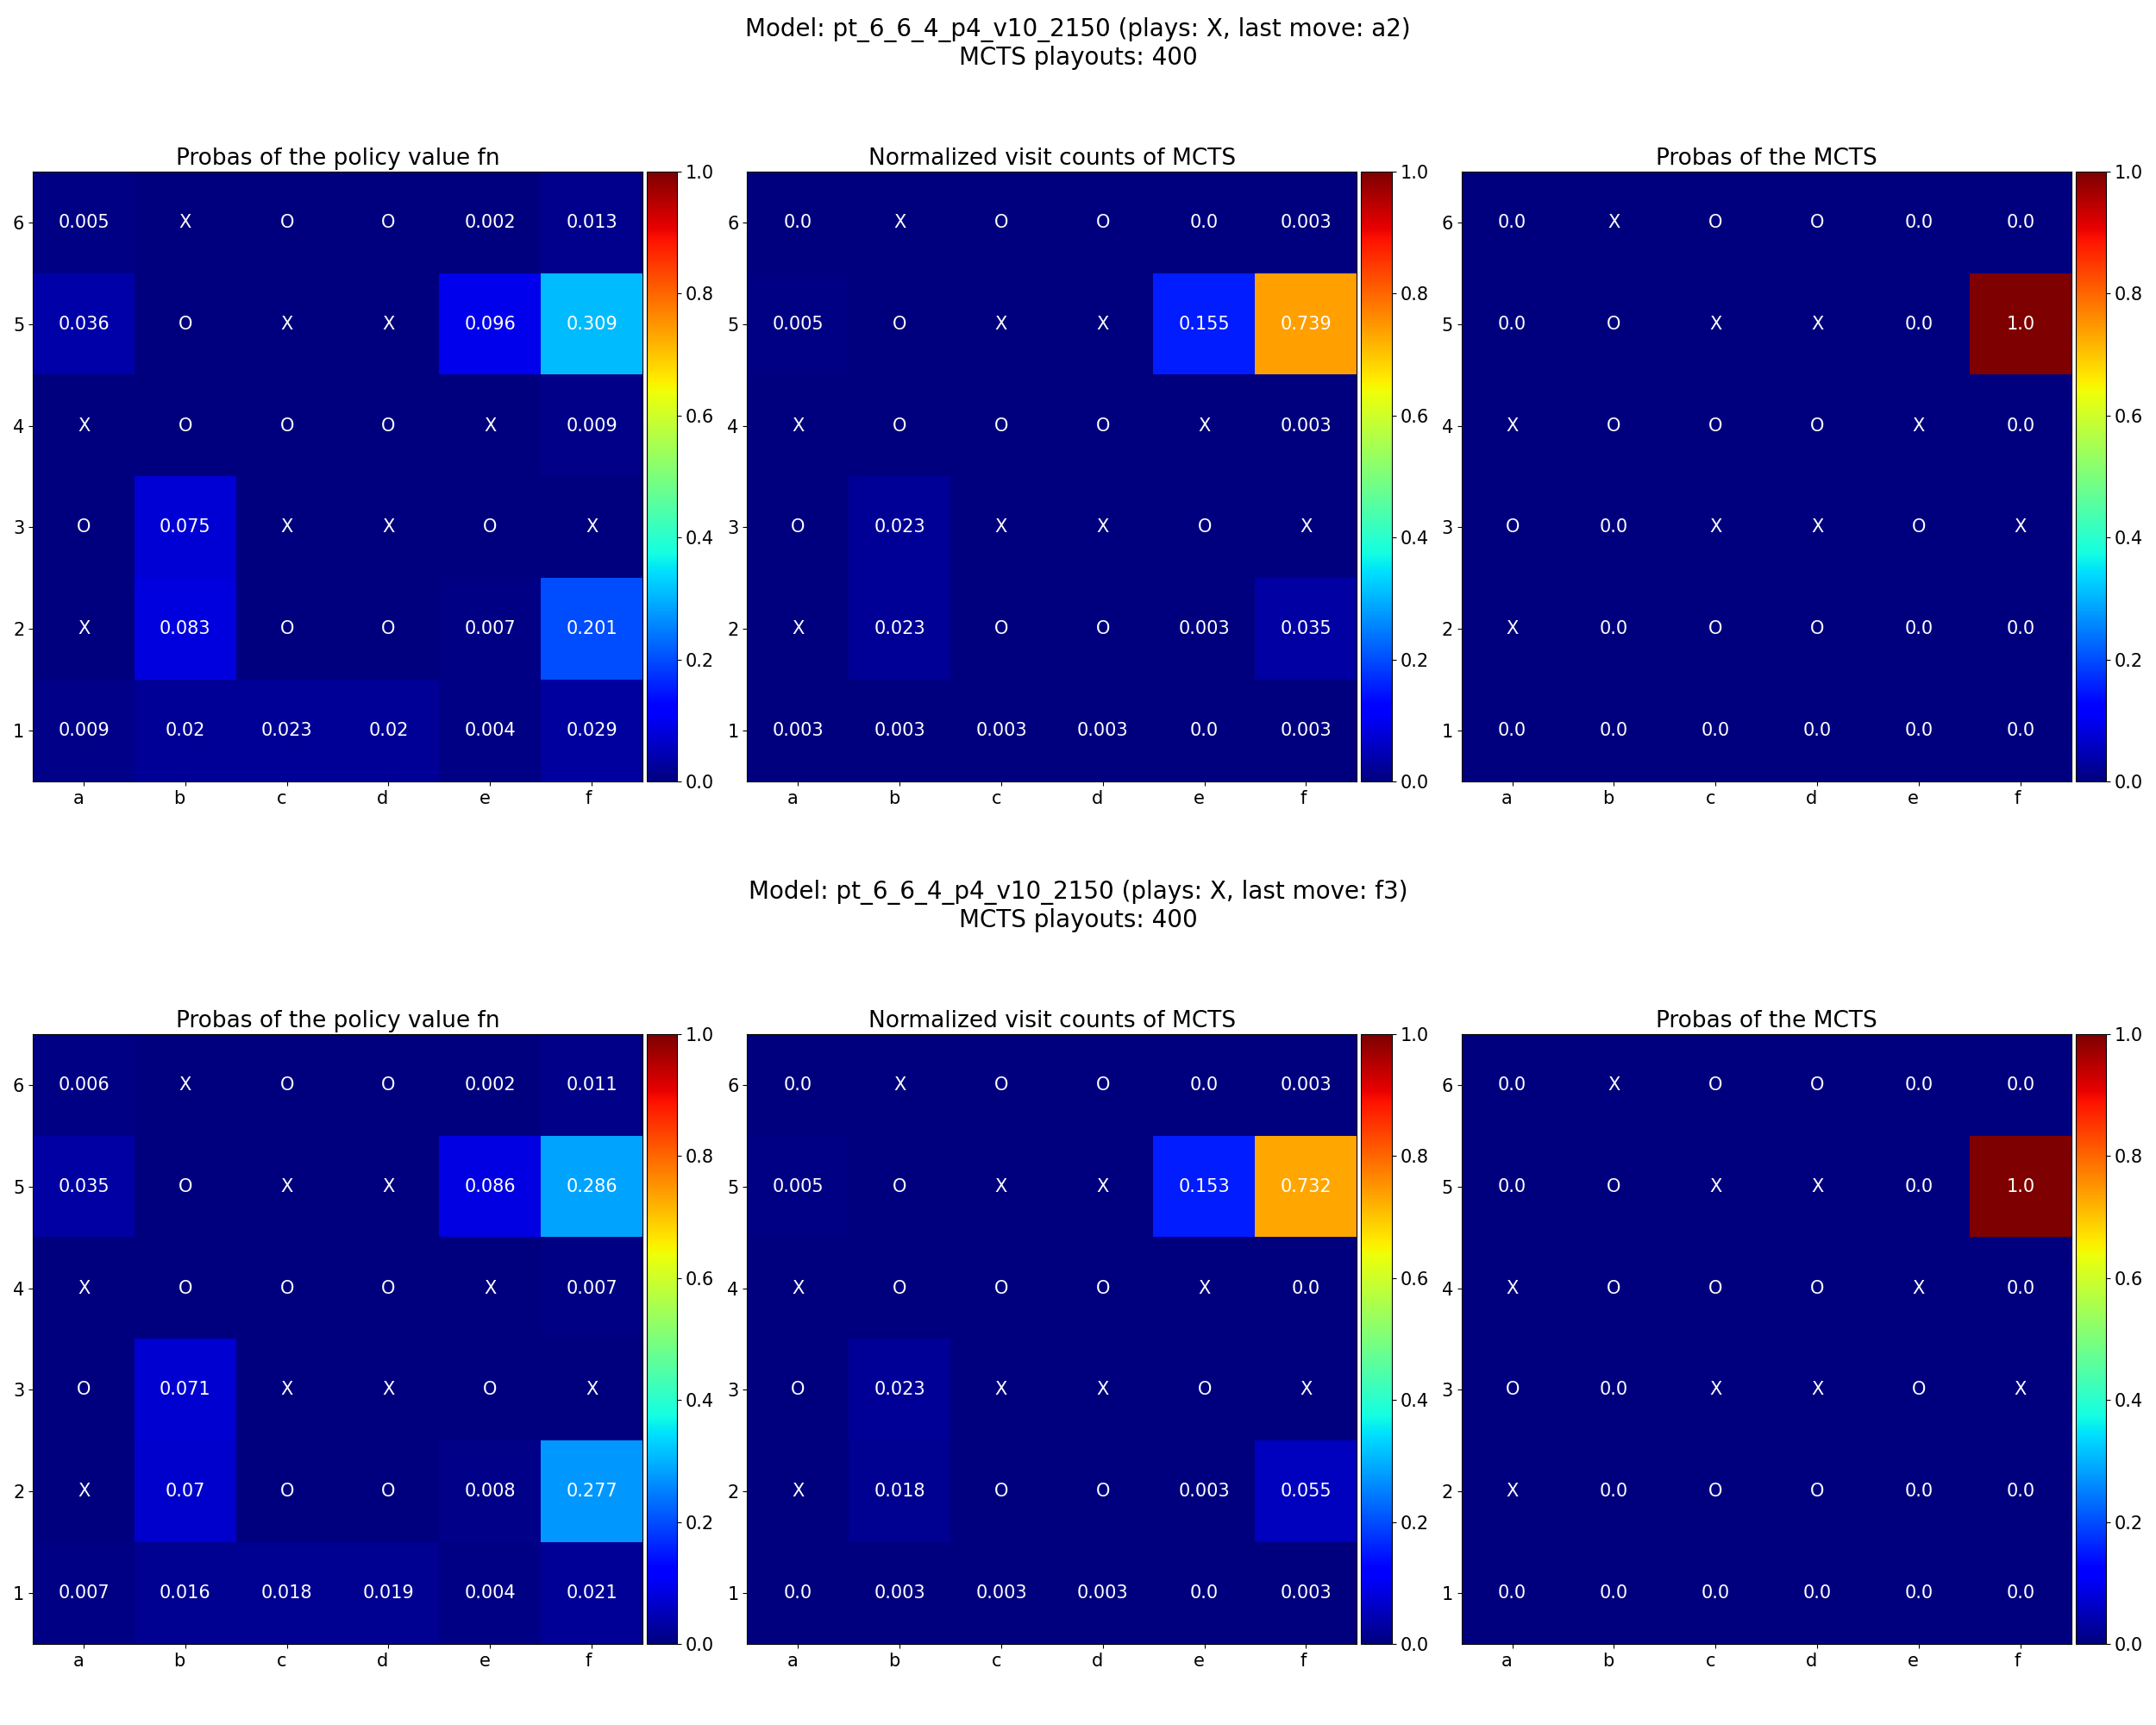 Model: pt_6_6_4_p4_v10_2150 (plays: X, last move: a2)
MCTS playouts: 400
Probas of the policy value fn
6 0.005 X O O 0.002 0.013
5 0.036 O X X 0.096 0.309
4 X O O O X 0.009
3 O 0.075 X X O X
2 X 0.083 O O 0.007 0.201
1 0.009 0.02 0.023 0.02 0.004 0.029
a b c d e f
1.0
0.8
0.6
0.4
0.2
0.0
Normalized visit counts of MCTS
6 0.0 X O O 0.0 0.003
5 0.005 O X X 0.155 0.739
4 X O O O X 0.003
3 O 0.023 X X O X
2 X 0.023 O O 0.003 0.035
1 0.003 0.003 0.003 0.003 0.0 0.003
a b c d e f
1.0
0.8
0.6
0.4
0.2
0.0
Probas of the MCTS
6 0.0 X O O 0.0 0.0
5 0.0 O X X 0.0 1.0
4 X O O O X 0.0
3 O 0.0 X X O X
2 X 0.0 O O 0.0 0.0
1 0.0 0.0 0.0 0.0 0.0 0.0
a b c d e f
1.0
0.8
0.6
0.4
0.2
0.0
Model: pt_6_6_4_p4_v10_2150 (plays: X, last move: f3)
MCTS playouts: 400
Probas of the policy value fn
6 0.006 X O O 0.002 0.011
5 0.035 O X X 0.086 0.286
4 X O O O X 0.007
3 O 0.071 X X O X
2 X 0.07 O O 0.008 0.277
1 0.007 0.016 0.018 0.019 0.004 0.021
a b c d e f
1.0
0.8
0.6
0.4
0.2
0.0
Normalized visit counts of MCTS
6 0.0 X O O 0.0 0.003
5 0.005 O X X 0.153 0.732
4 X O O O X 0.0
3 O 0.023 X X O X
2 X 0.018 O O 0.003 0.055
1 0.0 0.003 0.003 0.003 0.0 0.003
a b c d e f
1.0
0.8
0.6
0.4
0.2
0.0
Probas of the MCTS
6 0.0 X O O 0.0 0.0
5 0.0 O X X 0.0 1.0
4 X O O O X 0.0
3 O 0.0 X X O X
2 X 0.0 O O 0.0 0.0
1 0.0 0.0 0.0 0.0 0.0 0.0
a b c d e f
1.0
0.8
0.6
0.4
0.2
0.0